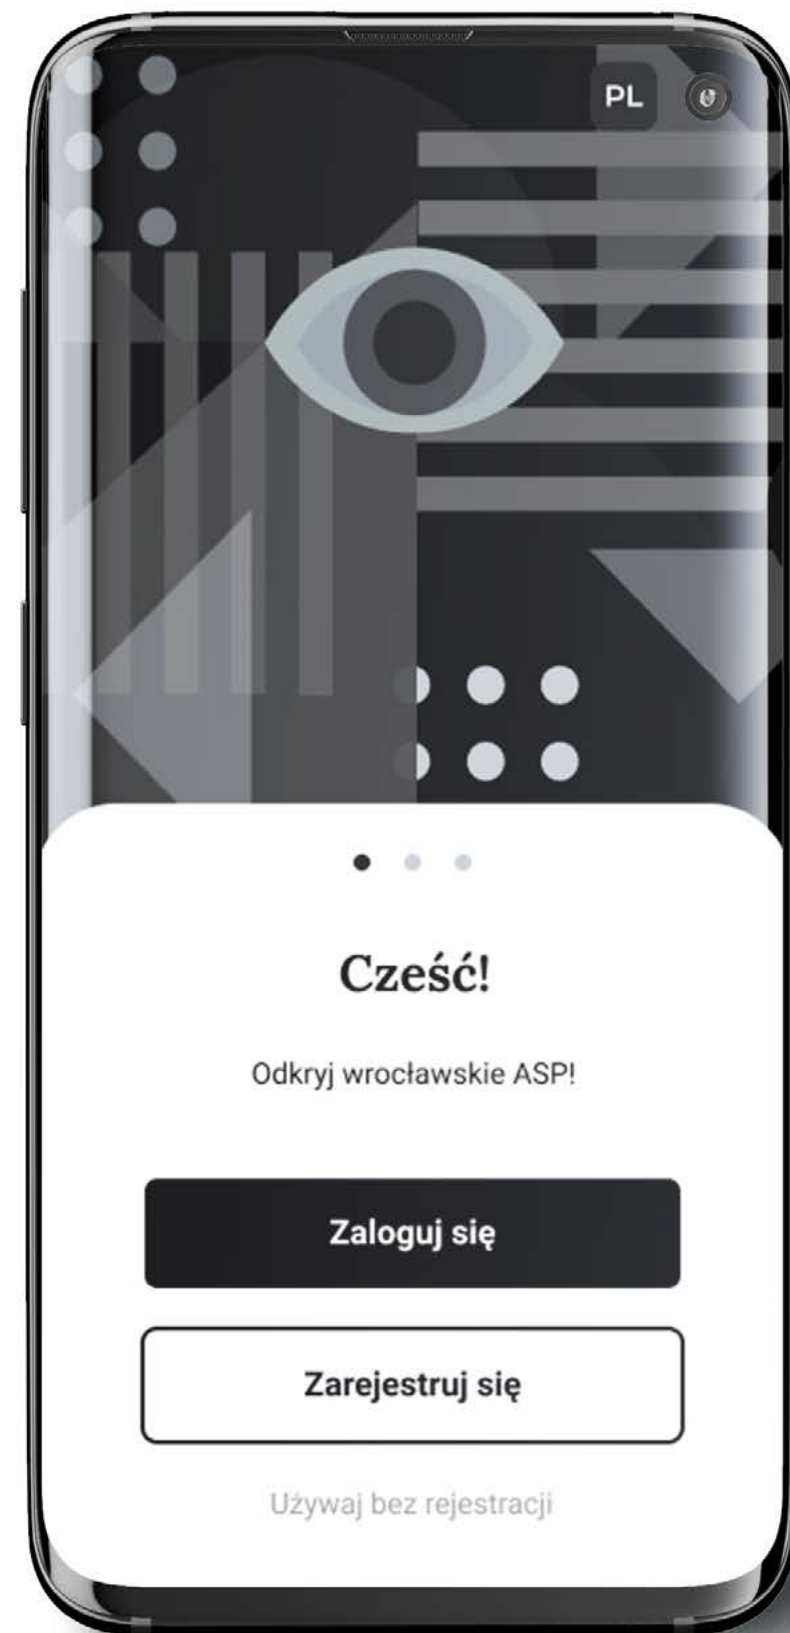 PL
Cześć!
Odkryj wrocławskie ASP!
Zaloguj się
Zarejestruj się
Używaj bez rejestracji